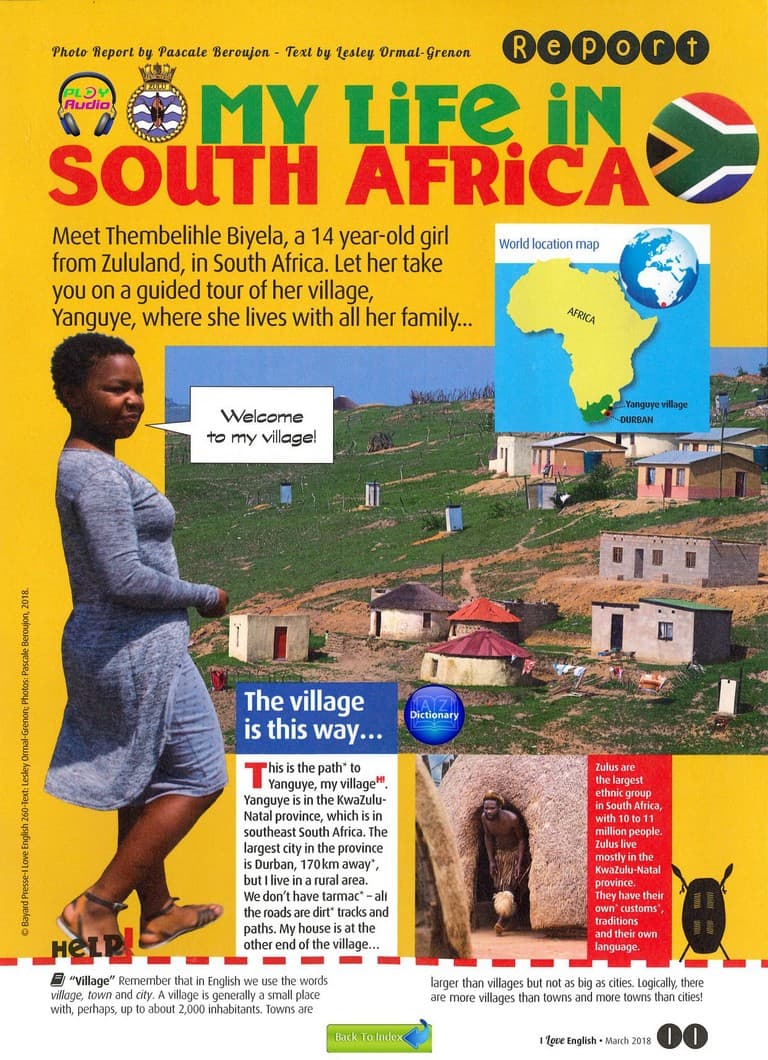 Photo Report by Pascale Beroujon - Text by Lesley Ormal-Grenon
Report
PLAY
Audio
ZULU
MY LiFe iN
SOUTH AFRiCA
Meet Thembelihle Biyela, a 14 year-old girl
from Zululand, in South Africa. Let her take
you on a guided tour of her village,
Yanguye, where she lives with all her family...
World location map
AFRICA
Yanguye village
DURBAN
Welcome
to my village!
The village
is this way...
A Z
Dictionary
This is the path* to
Yanguye, my villageH!.
Yanguye is in the KwaZulu-
Natal province, which is in
southeast South Africa. The
largest city in the province
is Durban, 170 km away*,
but I live in a rural area.
We don't have tarmac* – all
the roads are dirt* tracks and
paths. My house is at the
other end of the village...
Zulus are
the largest
ethnic group
in South Africa,
with 10 to 11
million people.
Zulus live
mostly in the
KwaZulu-Natal
province.
They have their
own* customs*,
traditions
and their own
language.
© Bayard Presse-I Love English 260-Text: Lesley Ormal-Grenon; Photos: Pascale Beroujon, 2018.
HeLP!
"Village" Remember that in English we use the words
village, town and city. A village is generally a small place
with, perhaps, up to about 2,000 inhabitants. Towns are
larger than villages but not as big as cities. Logically, there
are more villages than towns and more towns than cities!
Back To Index
I Love English • March 2018 11